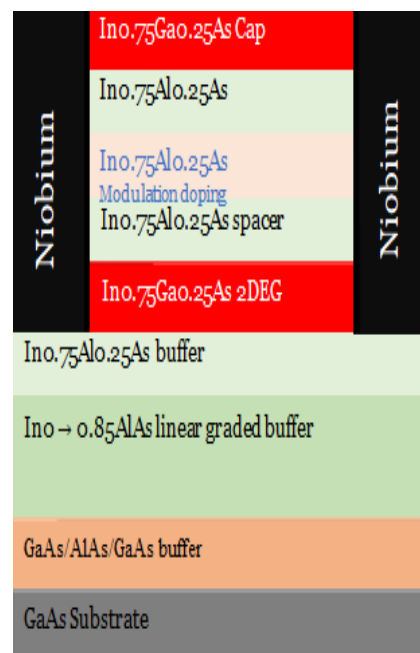 In0.75Ga0.25As Cap
In0.75Al0.25As
In0.75Al0.25As
Modulation doping
In0.75Al0.25As spacer
In0.75Ga0.25As 2DEG
Niobium
Niobium
In0.75Al0.25As buffer
In0 → 0.85AlAs linear graded buffer
GaAs/AlAs/GaAs buffer
GaAs Substrate